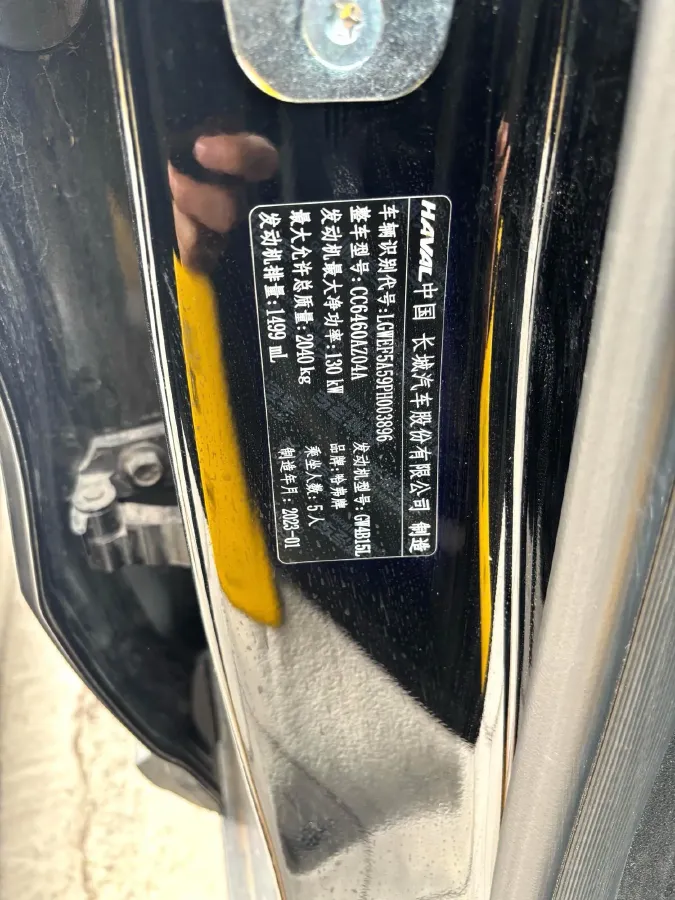 HAVAL 中国 长城汽车股份有限公司 制造
车辆识别代号:LGWEF5A59PH003896
整车型号:CC6460AZ04A 发动机型号:GW4B15L
发动机最大净功率:130 kW 品牌:哈弗牌
最大允许总质量:2040 kg 乘坐人数:5人
发动机排量:1499 mL 制造年月:2023-01